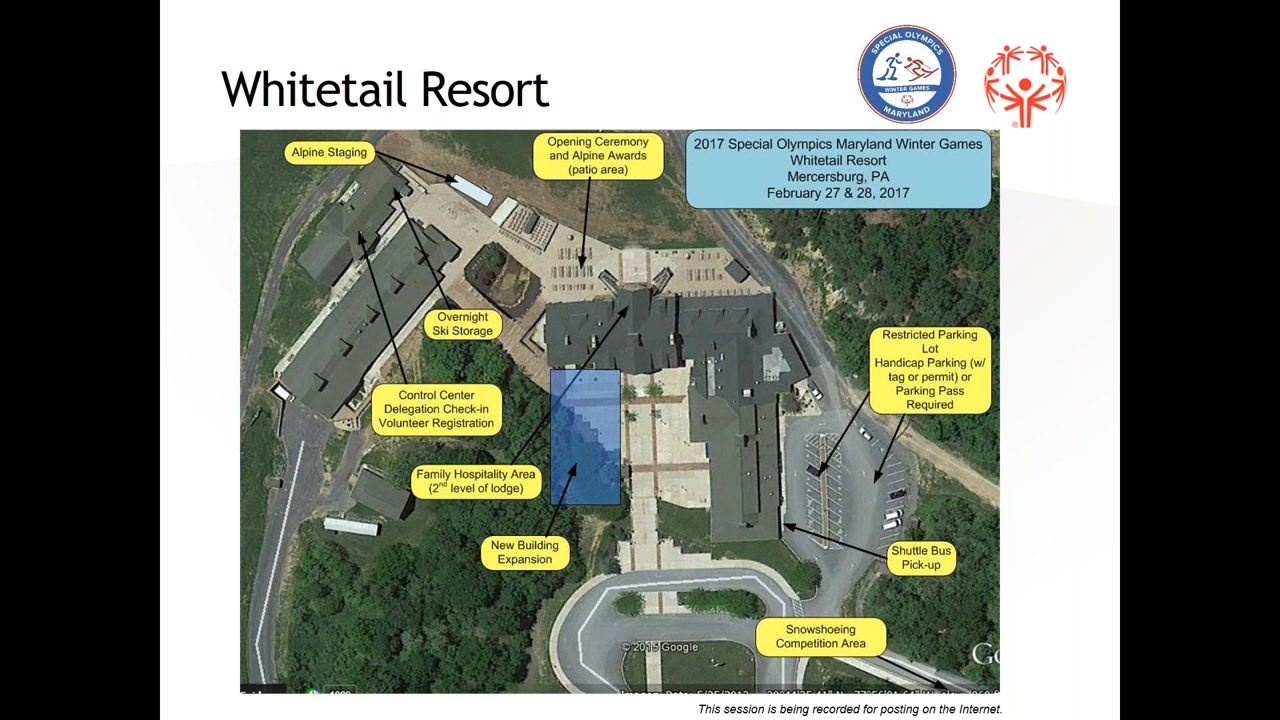 Whitetail Resort
SPECIAL OLYMPICS
WINTER GAMES
MARYLAND
Alpine Staging
Opening Ceremony
and Alpine Awards
(patio area)
2017 Special Olympics Maryland Winter Games
Whitetail Resort
Mercersburg, PA
February 27 & 28, 2017
Overnight
Ski Storage
Restricted Parking
Lot
Handicap Parking (w/
tag or permit) or
Parking Pass
Required
Control Center
Delegation Check-in
Volunteer Registration
Family Hospitality Area
(2nd level of lodge)
New Building
Expansion
Shuttle Bus
Pick-up
Snowshoeing
Competition Area
© 2015 Google
Go
This session is being recorded for posting on the Internet.